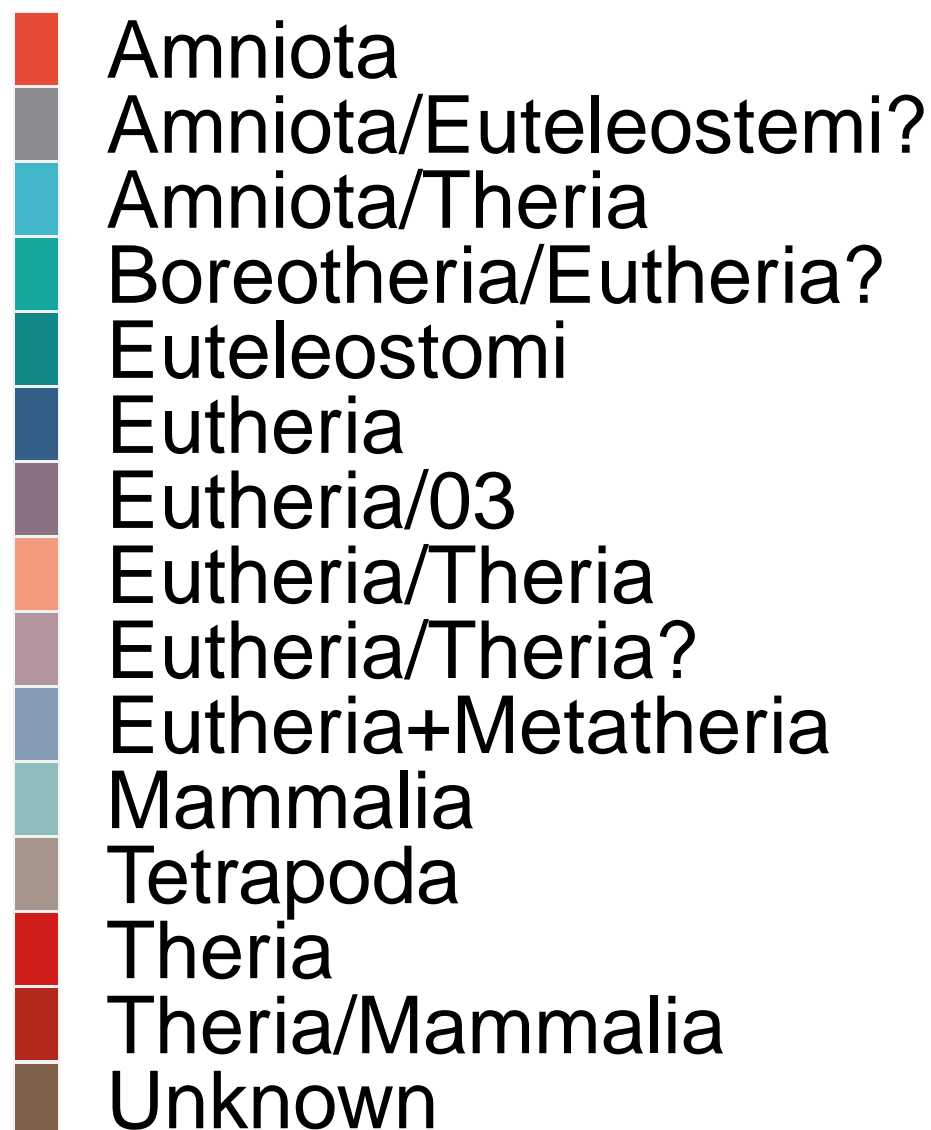 Amniota
Amniota/Euteleostemi?
Amniota/Theria
Boreotheria/Eutheria?
Euteleostomi
Eutheria
Eutheria/03
Eutheria/Theria
Eutheria/Theria?
Eutheria+Metatheria
Mammalia
Tetrapoda
Theria
Theria/Mammalia
Unknown